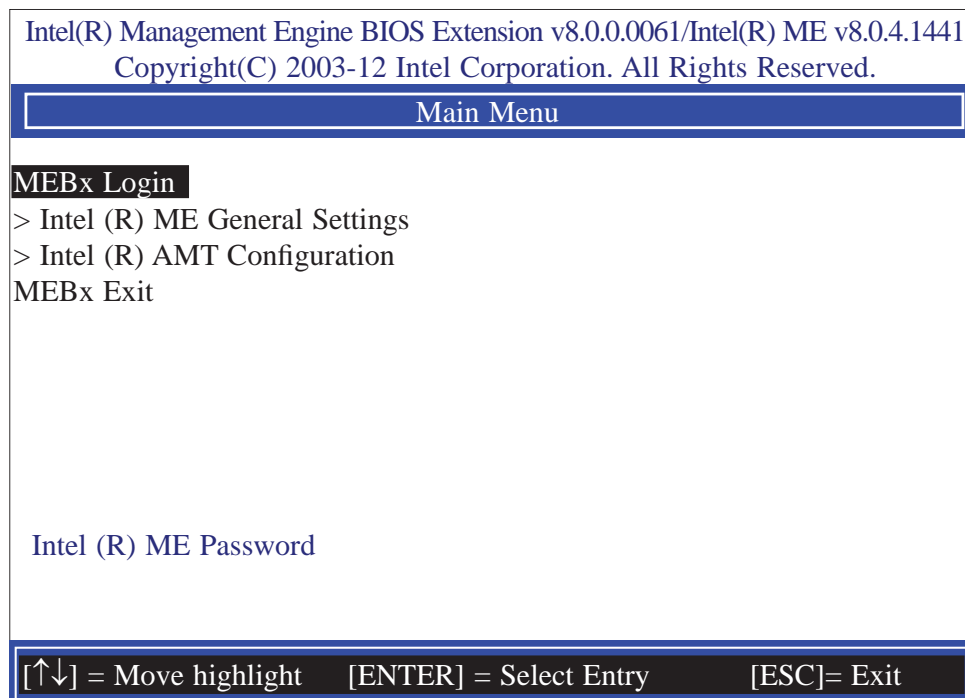 Intel(R) Management Engine BIOS Extension v8.0.0.0061/Intel(R) ME v8.0.4.1441
Copyright(C) 2003-12 Intel Corporation. All Rights Reserved.
Main Menu
MEBx Login
> Intel (R) ME General Settings
> Intel (R) AMT Configuration
MEBx Exit
Intel (R) ME Password
[↑↓] = Move highlight [ENTER] = Select Entry [ESC]= Exit